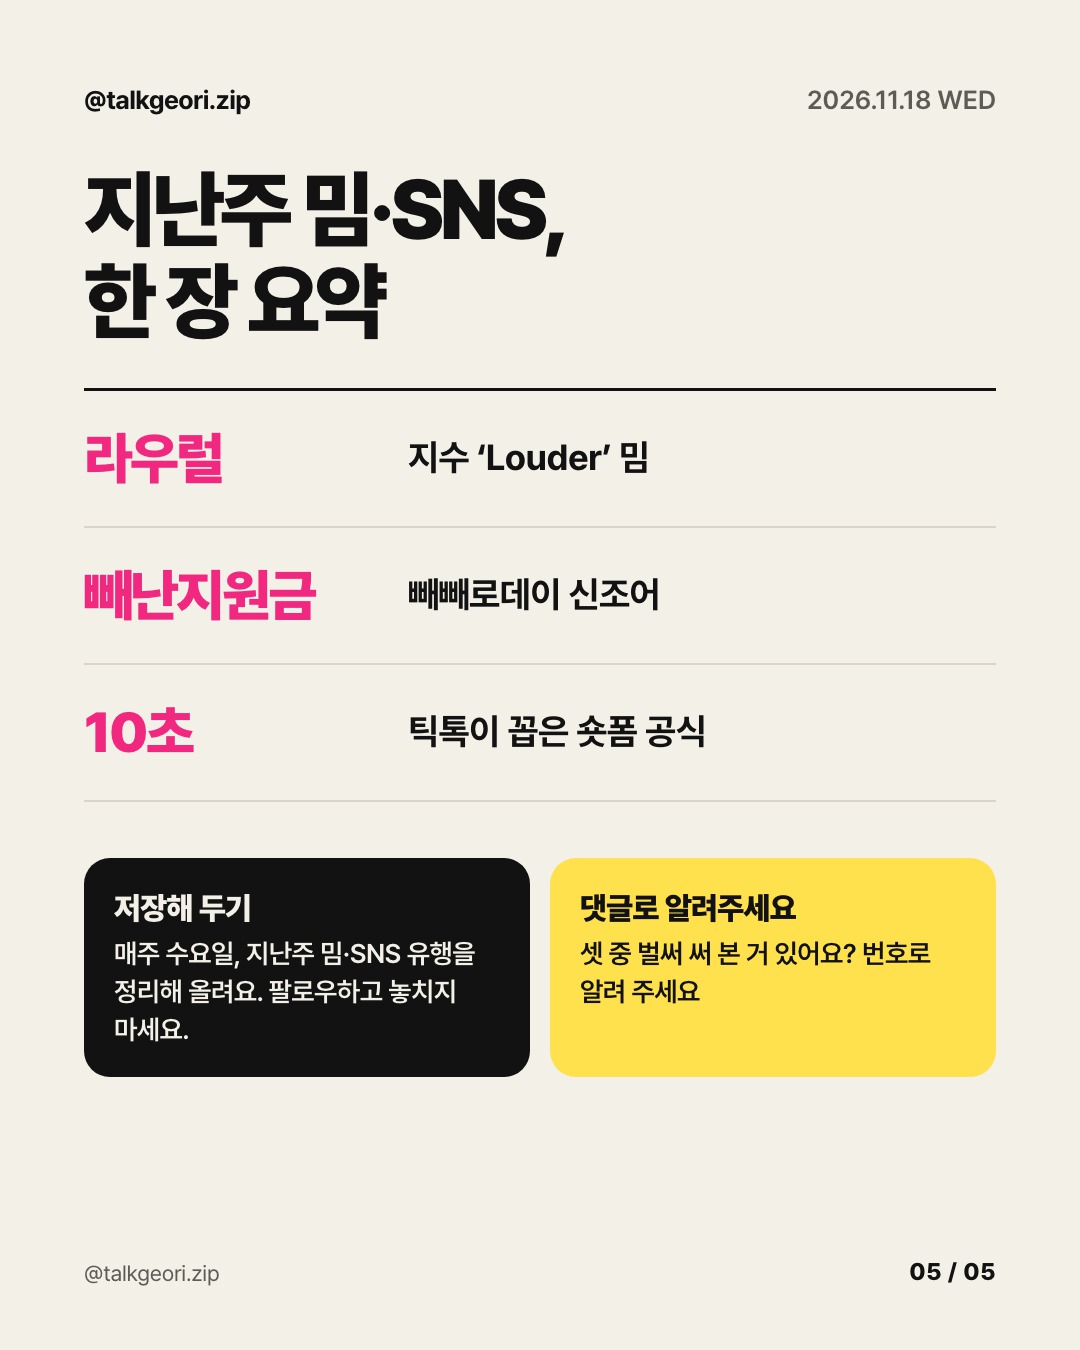 @talkgeori.zip
2026.11.18 WED
지난주 밈·SNS,
한 장 요약
라우럴
지수 ‘Louder’ 밈
빼난지원금
빼빼로데이 신조어
10초
틱톡이 꼽은 숏폼 공식
저장해 두기
매주 수요일, 지난주 밈·SNS 유행을
정리해 올려요. 팔로우하고 놓치지
마세요.
댓글로 알려주세요
셋 중 벌써 써 본 거 있어요? 번호로
알려 주세요
@talkgeori.zip
05 / 05